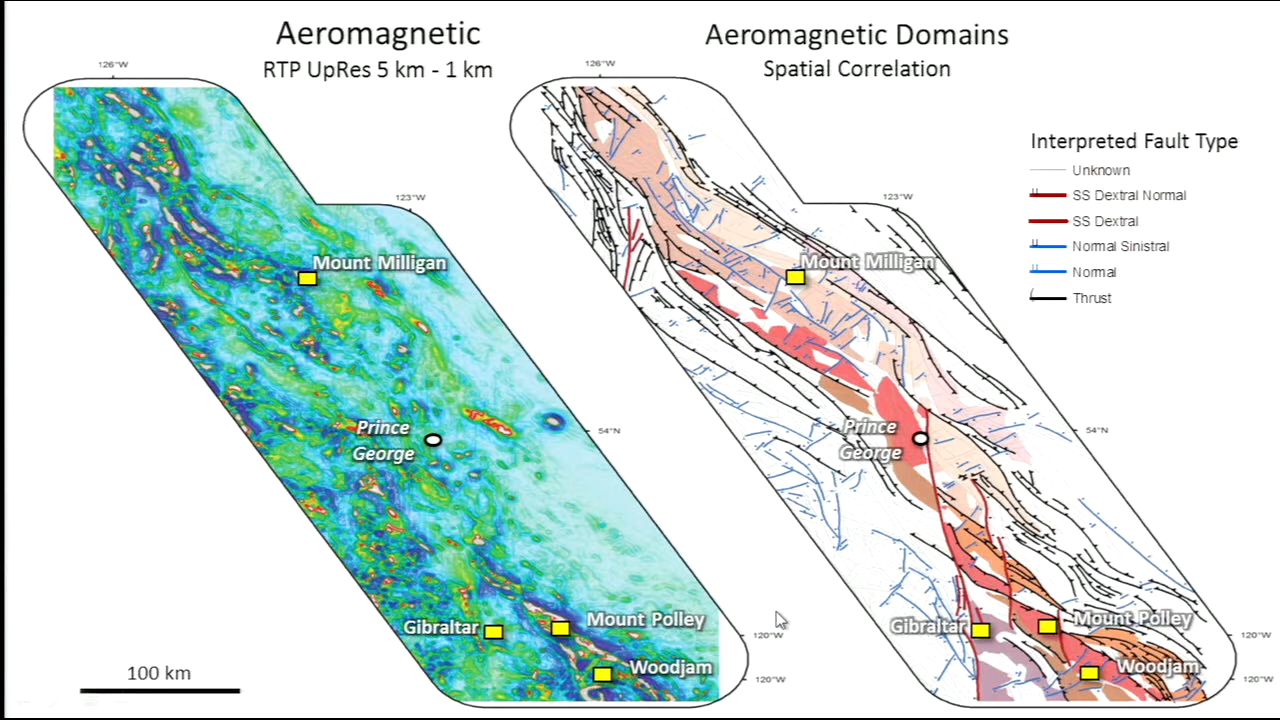 Aeromagnetic
RTP UpRes 5 km - 1 km
126°W
123°W
Mount Milligan
Prince
George
54°N
Gibraltar
Mount Polley
Woodjam
120°W
120°W
100 km
Aeromagnetic Domains
Spatial Correlation
126°W
123°W
Mount Milligan
Prince
George
54°N
Gibraltar
Mount Polley
Woodjam
120°W
120°W
Interpreted Fault Type
Unknown
SS Dextral Normal
SS Dextral
Normal Sinistral
Normal
Thrust